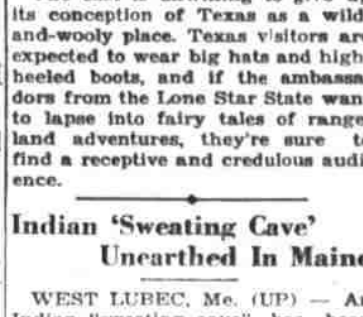 its conception of Texas as a wild
and-wooly place. Texas visitors are
expected to wear big hats and high
heeled boots, and if the ambassa
dors from the Lone Star State wan
to lapse into fairy tales of range
land adventures, they're sure to
find a receptive and credulous audi
ence.
Indian 'Sweating Cave'
Unearthed In Maine
WEST LUBEC, Me. (UP) — An